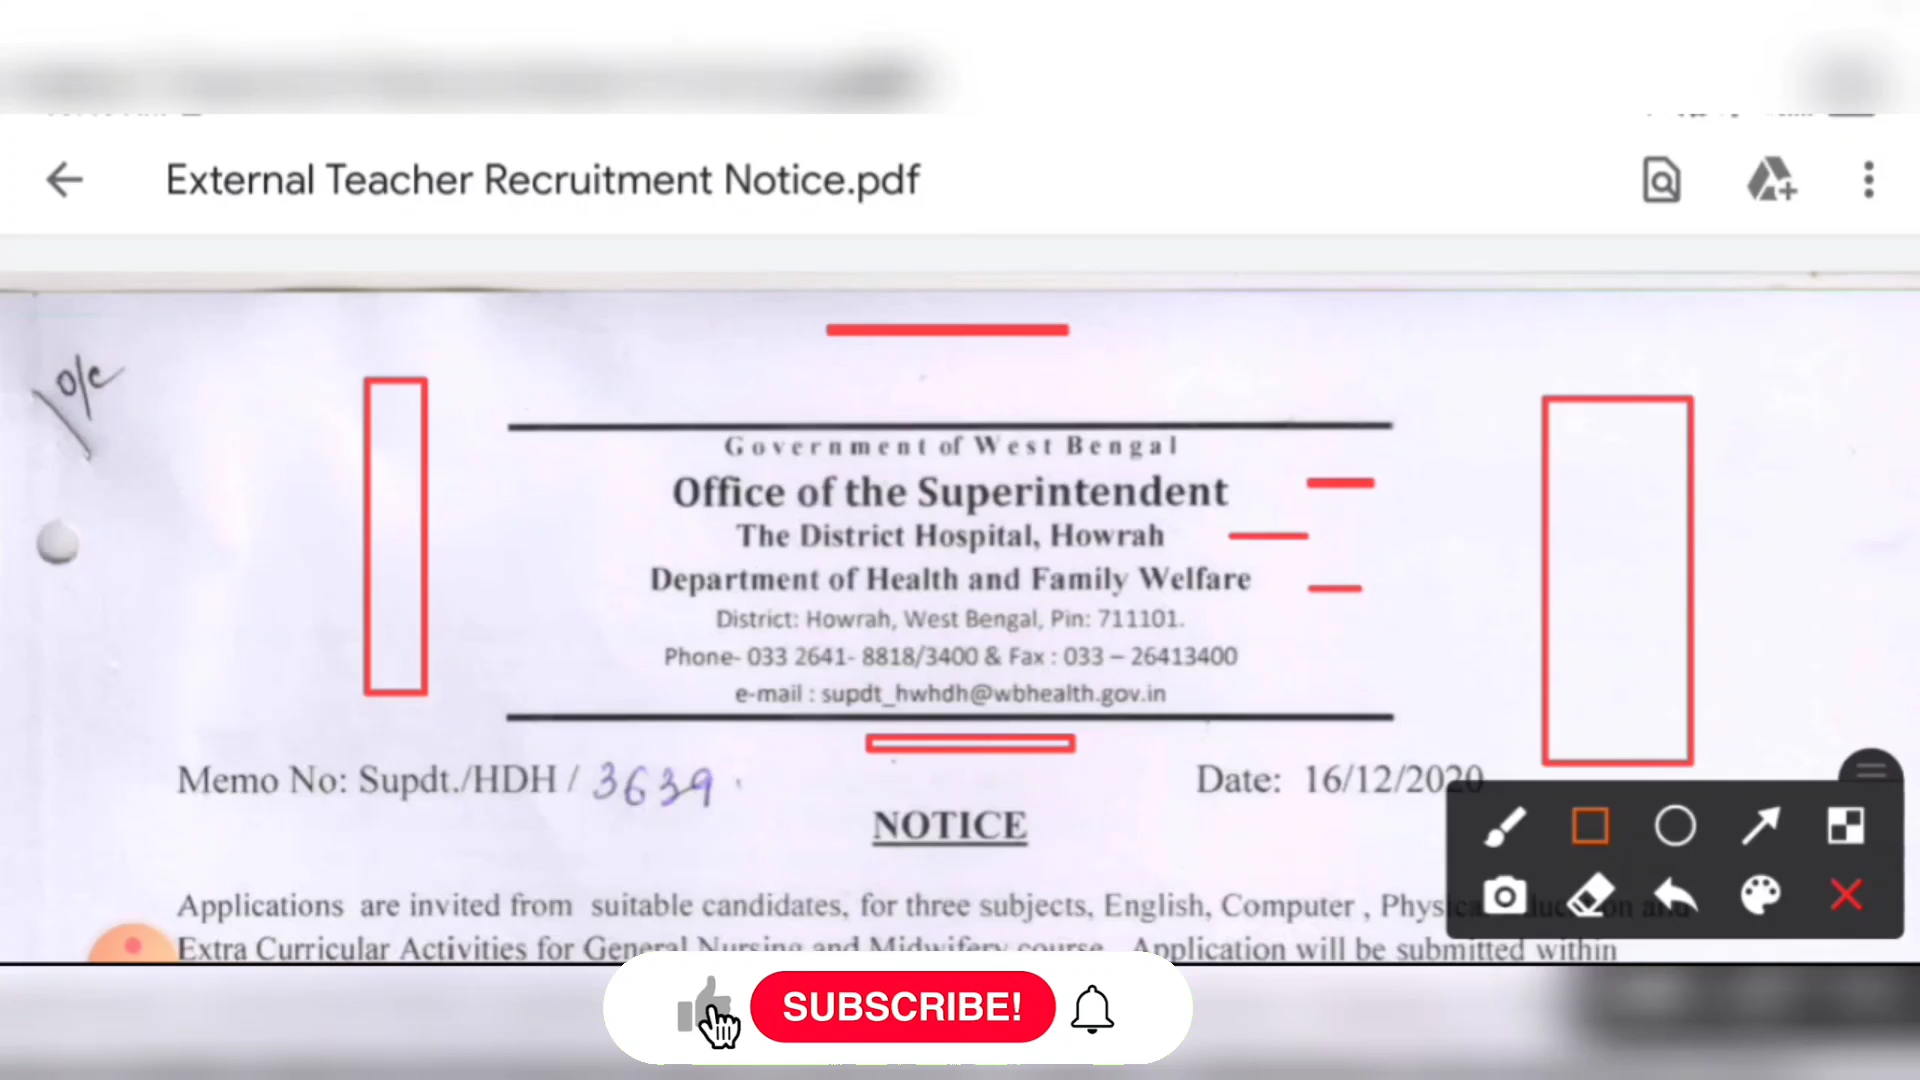 External Teacher Recruitment Notice.pdf
o/c
Government of West Bengal
Office of the Superintendent
The District Hospital, Howrah
Department of Health and Family Welfare
District: Howrah, West Bengal, Pin: 711101.
Phone- 033 2641- 8818/3400 & Fax : 033 – 26413400
e-mail : supdt_hwhdh@wbhealth.gov.in
Memo No: Supdt./HDH / 3639
Date: 16/12/2020
NOTICE
Applications are invited from suitable candidates, for three subjects, English, Computer , Physical Education and
Extra Curricular Activities for General Nursing and Midwifery course. Application will be submitted within
SUBSCRIBE!